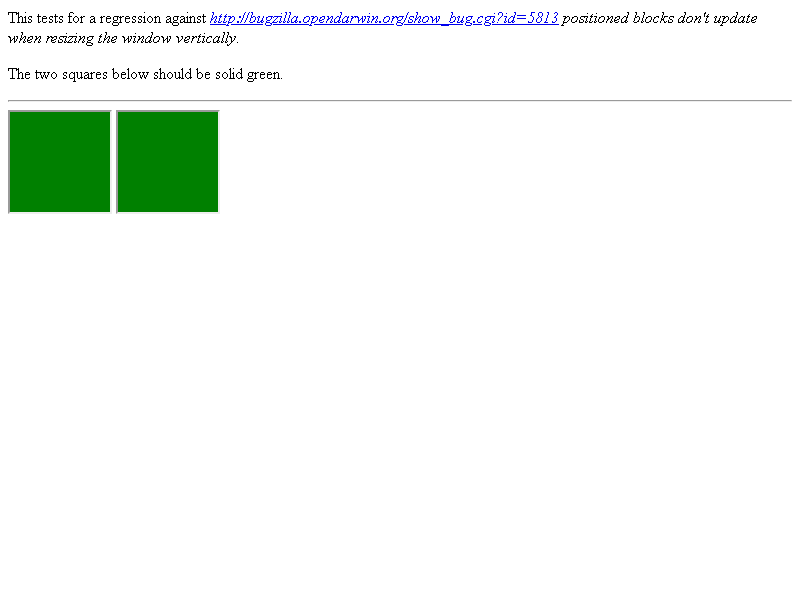 This tests for a regression against http://bugzilla.opendarwin.org/show_bug.cgi?id=5813 positioned blocks don't update
when resizing the window vertically.
The two squares below should be solid green.